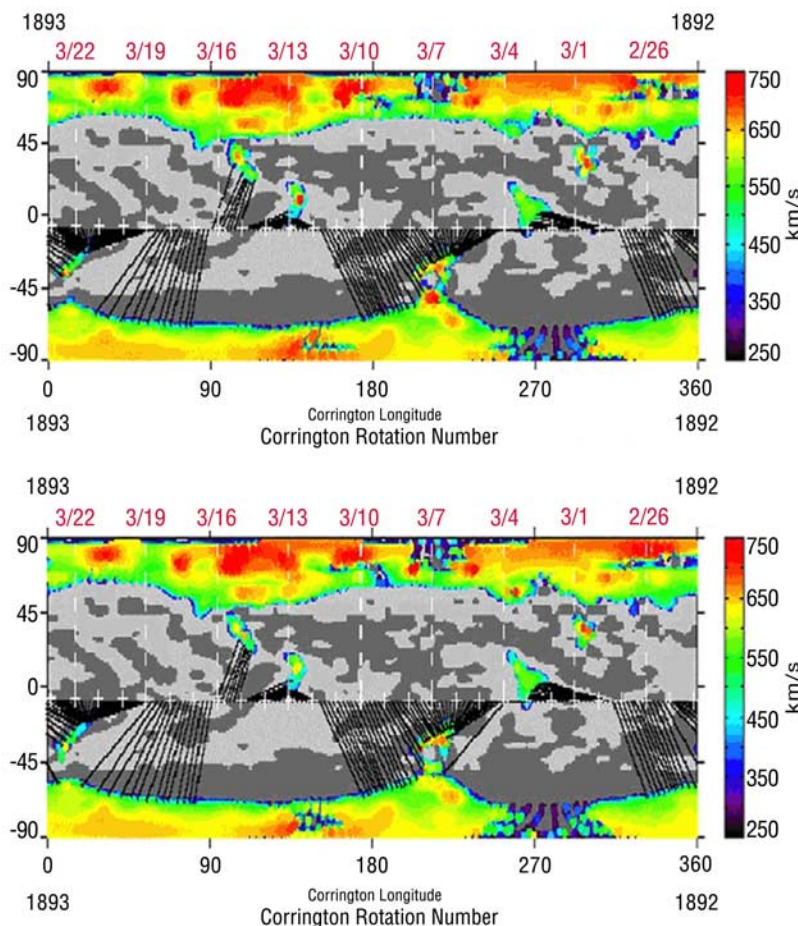 1893 1892
3/22 3/19 3/16 3/13 3/10 3/7 3/4 3/1 2/26
90
45
0
-45
-90
0 90 180 270 360
Corrington Longitude
1893 Corrington Rotation Number 1892
750
650
550
450
350
250
km/s
1893 1892
3/22 3/19 3/16 3/13 3/10 3/7 3/4 3/1 2/26
90
45
0
-45
-90
0 90 180 270 360
Corrington Longitude
1893 Corrington Rotation Number 1892
750
650
550
450
350
250
km/s